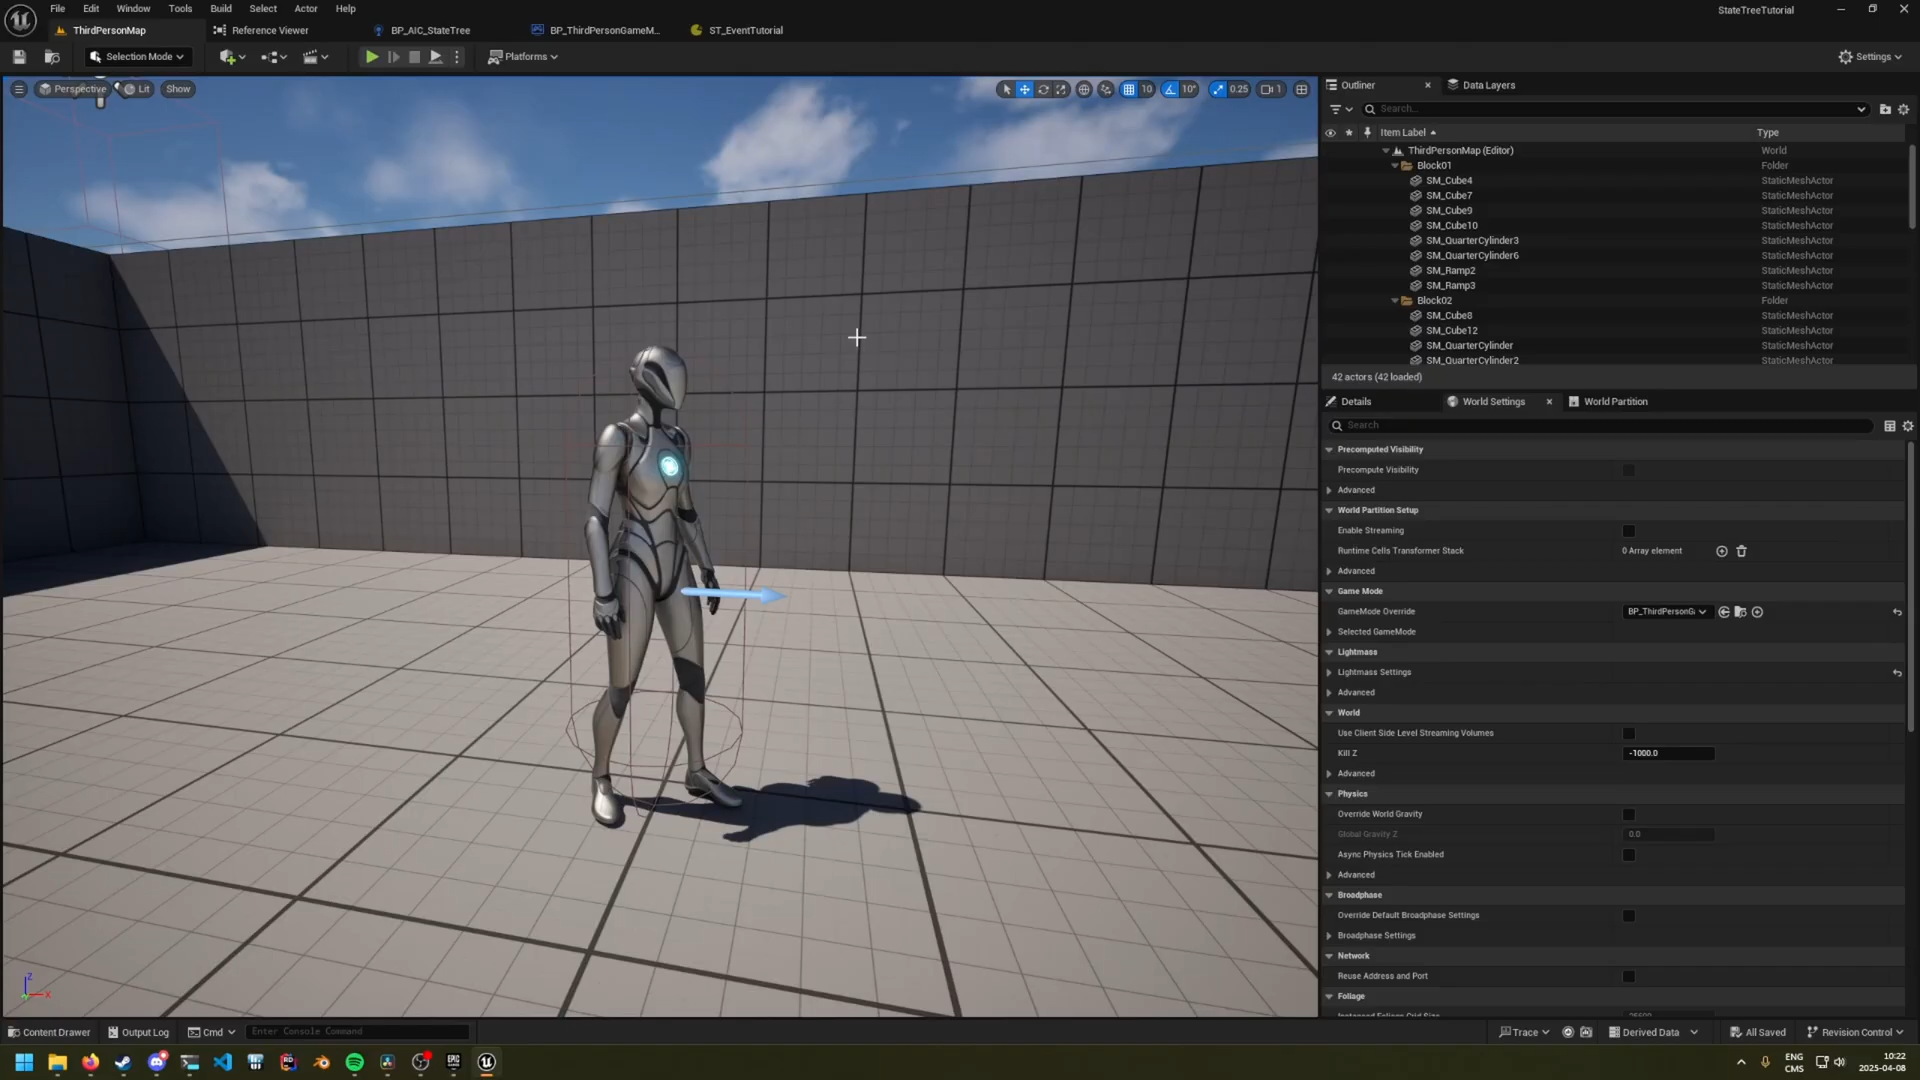 File Edit Window Tools Build Select Actor Help
StateTreeTutorial
ThirdPersonMap Reference Viewer BP_AIC_StateTree BP_ThirdPersonGameM... ST_EventTutorial
Selection Mode Platforms Settings
Perspective Lit Show 10 10° 0.25 1
Outliner Data Layers
Search...
Item Label Type
ThirdPersonMap (Editor) World
Block01 Folder
SM_Cube4 StaticMeshActor
SM_Cube7 StaticMeshActor
SM_Cube9 StaticMeshActor
SM_Cube10 StaticMeshActor
SM_QuarterCylinder3 StaticMeshActor
SM_QuarterCylinder6 StaticMeshActor
SM_Ramp2 StaticMeshActor
SM_Ramp3 StaticMeshActor
Block02 Folder
SM_Cube8 StaticMeshActor
SM_Cube12 StaticMeshActor
SM_QuarterCylinder StaticMeshActor
SM_QuarterCylinder2 StaticMeshActor
42 actors (42 loaded)
Details World Settings World Partition
Search
Precomputed Visibility
Precompute Visibility
Advanced
World Partition Setup
Enable Streaming
Runtime Cells Transformer Stack 0 Array element
Advanced
Game Mode
GameMode Override BP_ThirdPersonG
Selected GameMode
Lightmass
Lightmass Settings
Advanced
World
Use Client Side Level Streaming Volumes
Kill Z -1000.0
Advanced
Physics
Override World Gravity
Global Gravity Z 0.0
Async Physics Tick Enabled
Advanced
Broadphase
Override Default Broadphase Settings
Broadphase Settings
Network
Reuse Address and Port
Foliage
Z
X
Content Drawer Output Log Cmd Enter Console Command Trace Derived Data All Saved Revision Control
ENG 10:22
CMS 2025-04-08